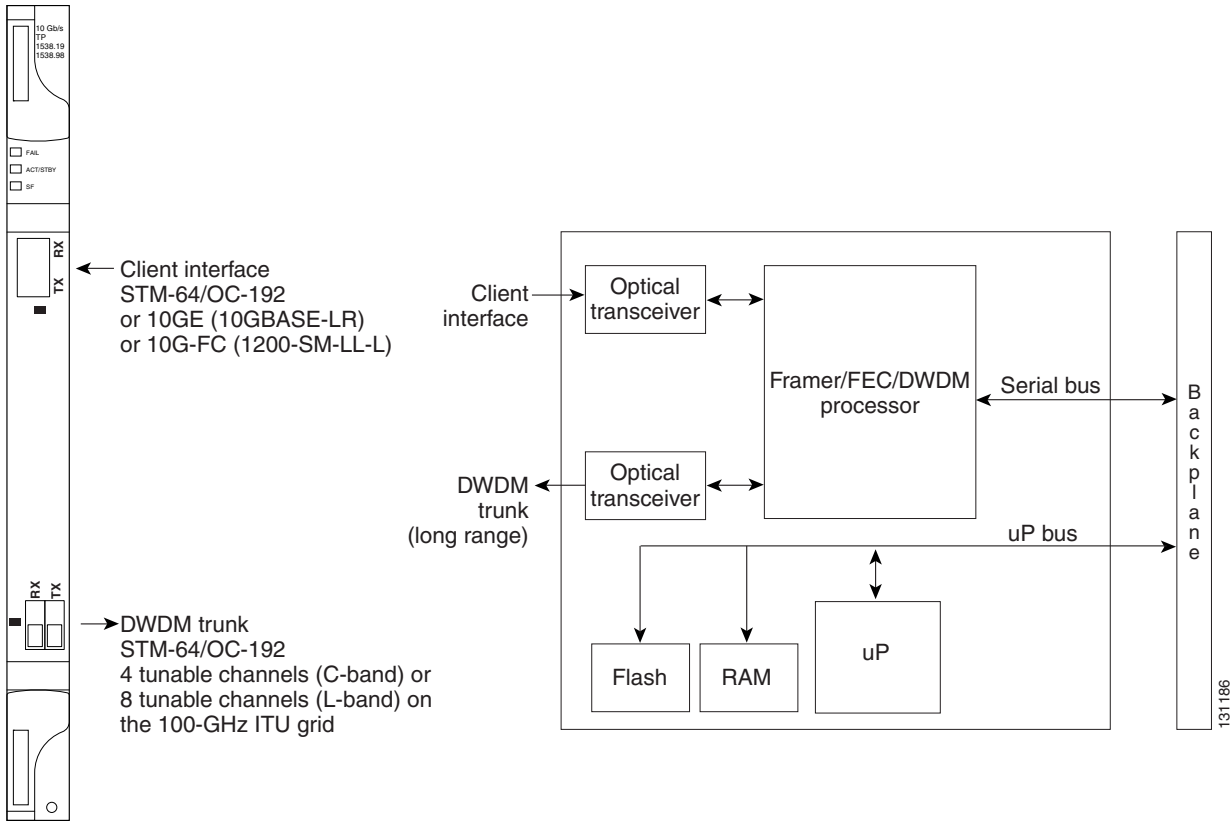 10 Gb/s
TP
1538.19
1538.98
FAIL
ACT/STBY
SF
RX
TX
Client interface
STM-64/OC-192
or 10GE (10GBASE-LR)
or 10G-FC (1200-SM-LL-L)
RX
TX
DWDM trunk
STM-64/OC-192
4 tunable channels (C-band) or
8 tunable channels (L-band) on
the 100-GHz ITU grid
Client
interface
Optical
transceiver
Framer/FEC/DWDM
processor
Serial bus
DWDM
trunk
(long range)
Optical
transceiver
uP bus
Flash
RAM
uP
Backplane
131186